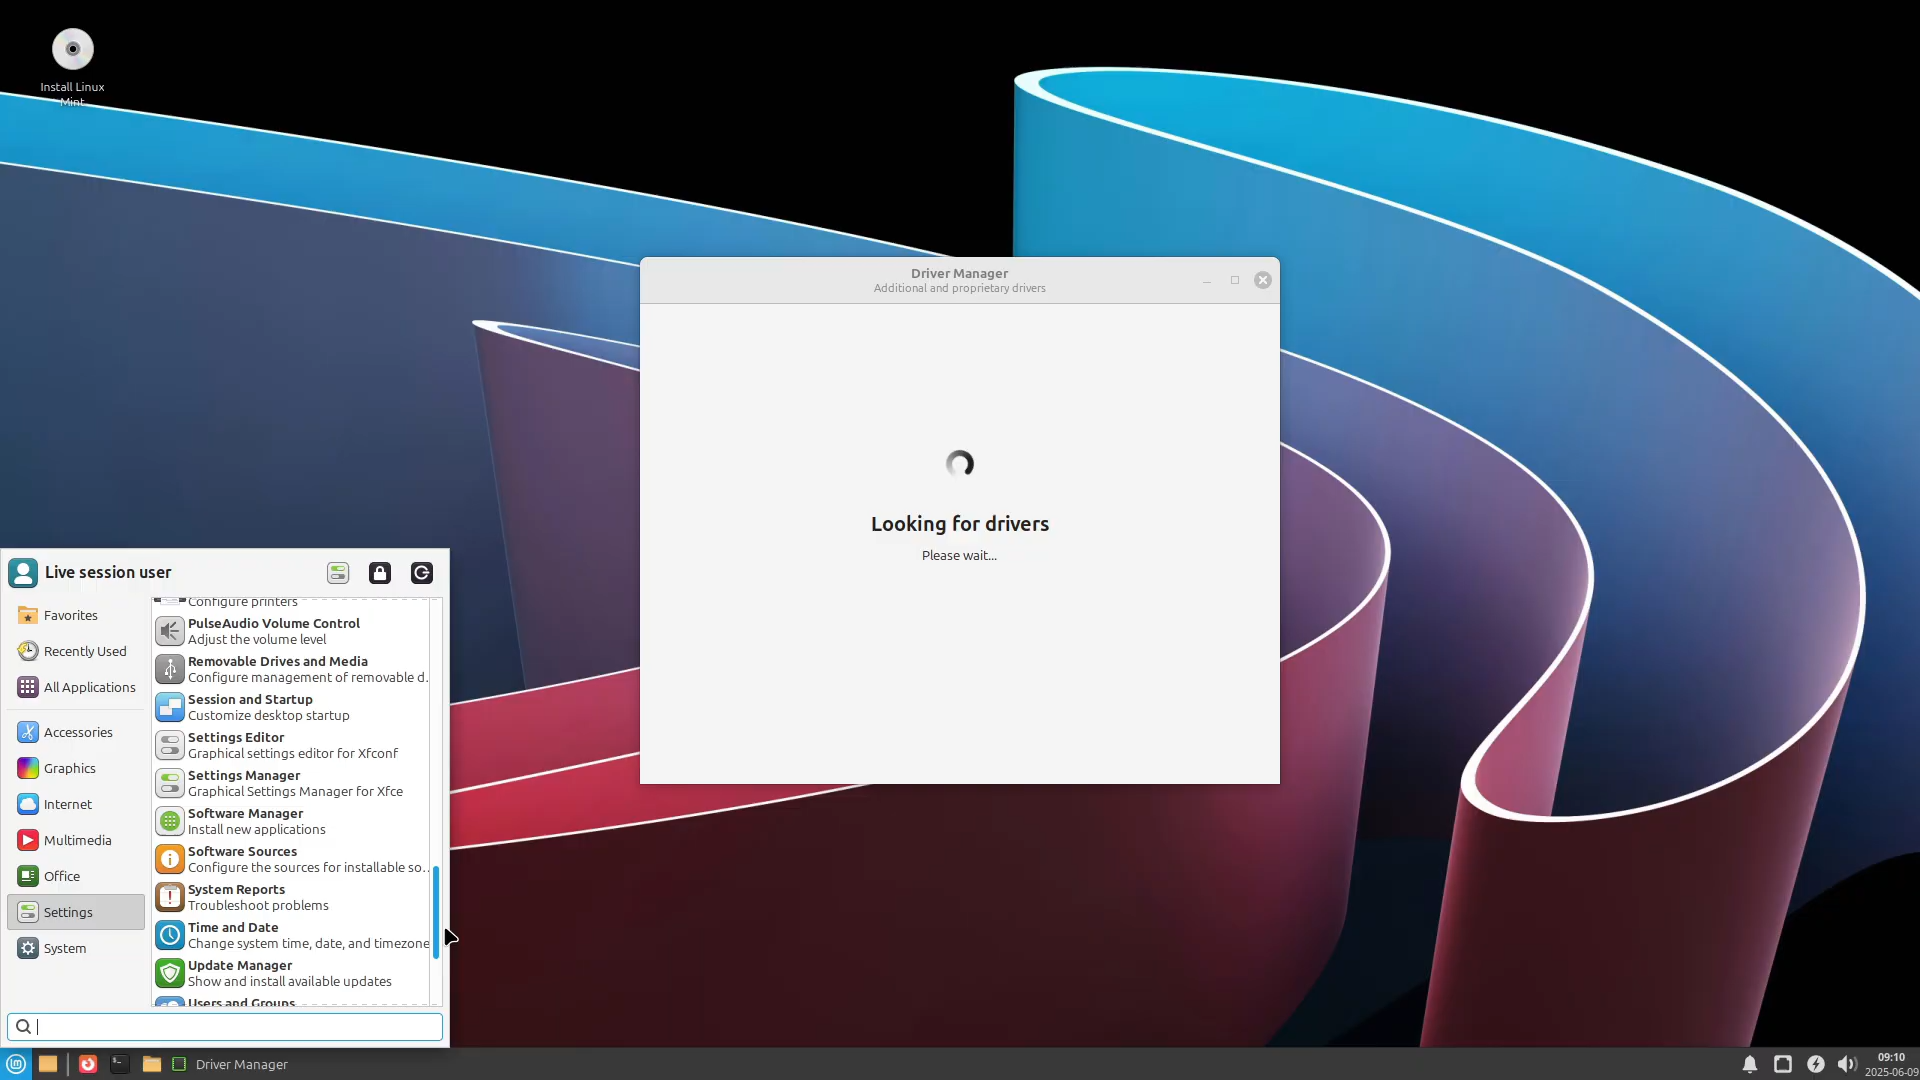 Install Linux
Mint
Driver Manager
Additional and proprietary drivers
Looking for drivers
Please wait...
Live session user
Favorites
Recently Used
All Applications
Accessories
Graphics
Internet
Multimedia
Office
Settings
System
Configure printers
PulseAudio Volume Control
Adjust the volume level
Removable Drives and Media
Configure management of removable d...
Session and Startup
Customize desktop startup
Settings Editor
Graphical settings editor for Xfconf
Settings Manager
Graphical Settings Manager for Xfce
Software Manager
Install new applications
Software Sources
Configure the sources for installable so...
System Reports
Troubleshoot problems
Time and Date
Change system time, date, and timezone
Update Manager
Show and install available updates
Users and Groups
Driver Manager
09:10
2025-06-09